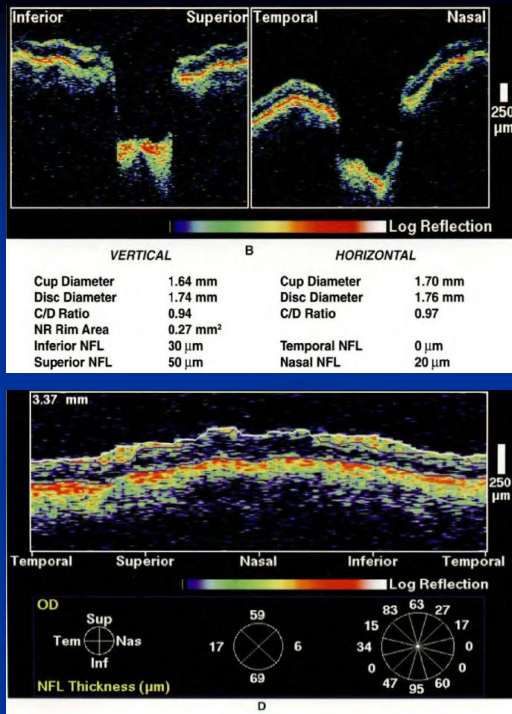 Inferior Superior Temporal Nasal
250
µm
Log Reflection
B
VERTICAL HORIZONTAL
Cup Diameter 1.64 mm Cup Diameter 1.70 mm
Disc Diameter 1.74 mm Disc Diameter 1.76 mm
C/D Ratio 0.94 C/D Ratio 0.97
NR Rim Area 0.27 mm²
Inferior NFL 30 µm Temporal NFL 0 µm
Superior NFL 50 µm Nasal NFL 20 µm
3.37 mm
250
µm
Temporal Superior Nasal Inferior Temporal
Log Reflection
OD
Sup
Tem Nas
Inf
NFL Thickness (µm)
59
17 6
69
83 63 27
15 17
34 0
0 0
47 95 60
D